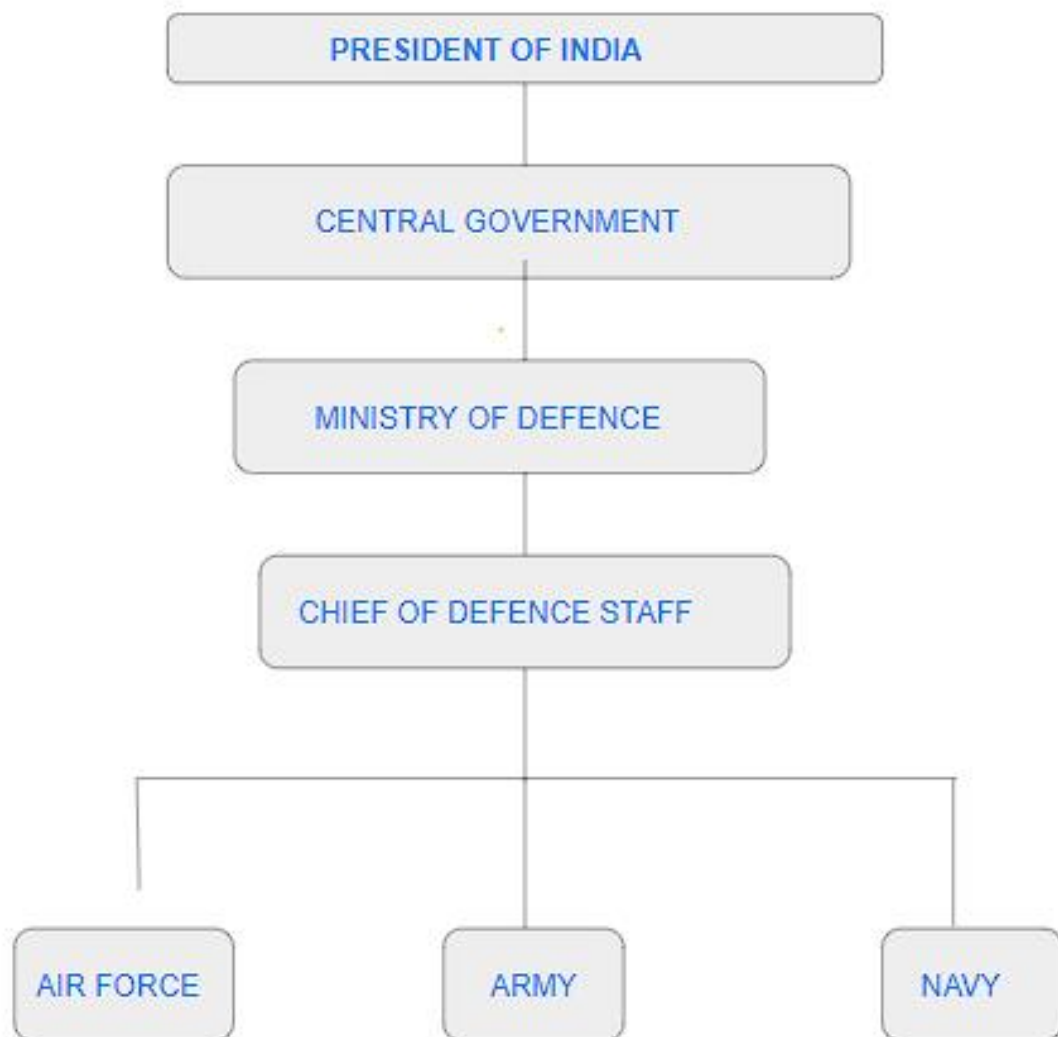 PRESIDENT OF INDIA
CENTRAL GOVERNMENT
MINISTRY OF DEFENCE
CHIEF OF DEFENCE STAFF
AIR FORCE
ARMY
NAVY